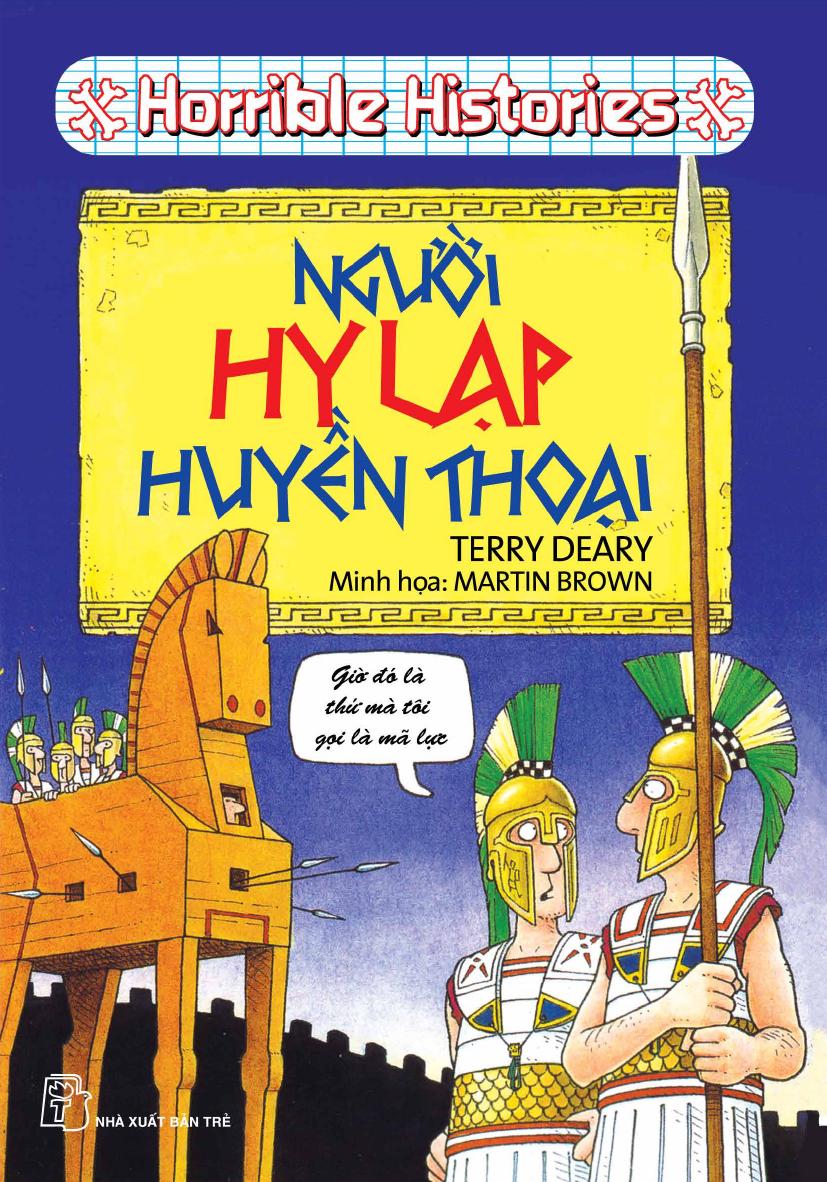 Horrible Histories
NGƯỜI
HY LẠP
HUYỀN THOẠI
TERRY DEARY
Minh họa: MARTIN BROWN
Giờ đó là
thứ mà tôi
gọi là mã lực
T
NHÀ XUẤT BẢN TRẺ